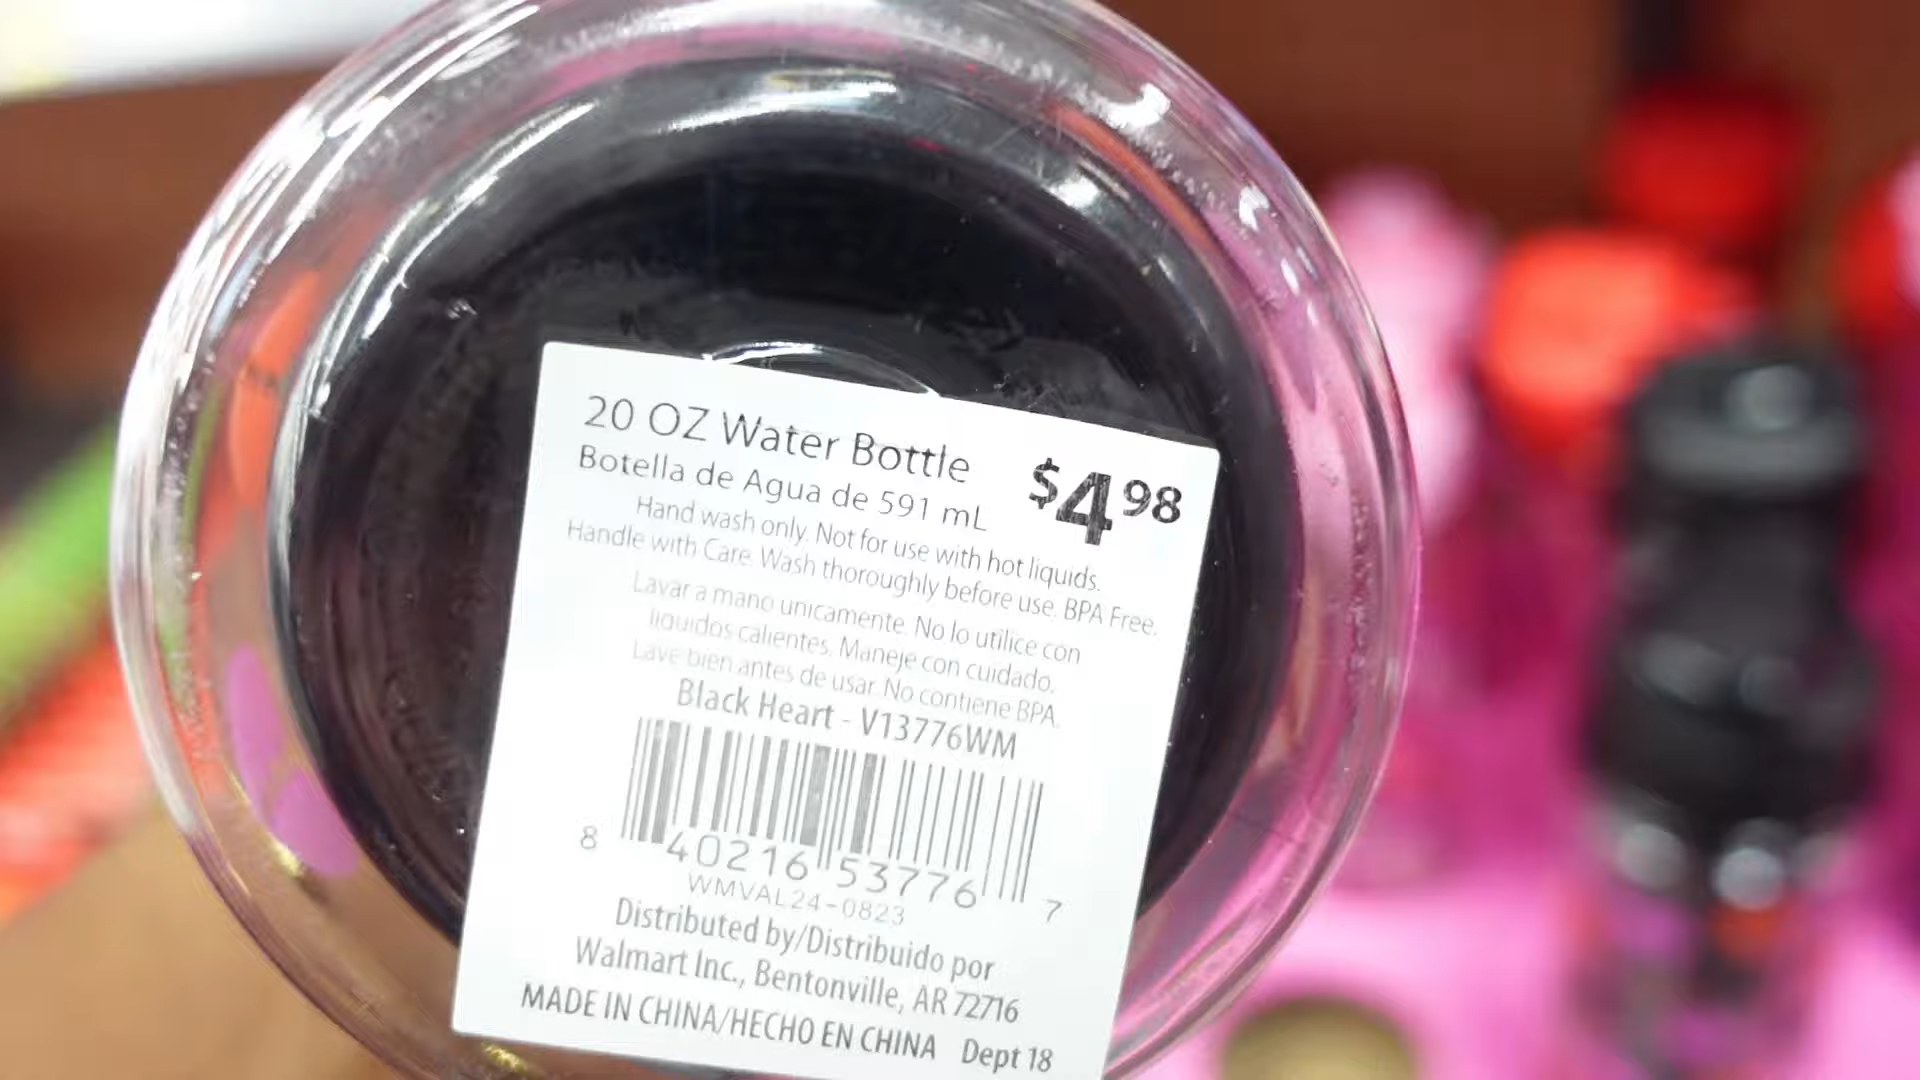 20 OZ Water Bottle
Botella de Agua de 591 mL
$4.98
Hand wash only. Not for use with hot liquids.
Handle with Care. Wash thoroughly before use. BPA Free.
Lavar a mano unicamente. No lo utilice con
liquidos calientes. Maneje con cuidado.
Lave bien antes de usar. No contiene BPA.
Black Heart - V13776WM
8 40216 53776 7
WMVAL24-0823
Distributed by/Distribuido por
Walmart Inc., Bentonville, AR 72716
MADE IN CHINA/HECHO EN CHINA Dept 18